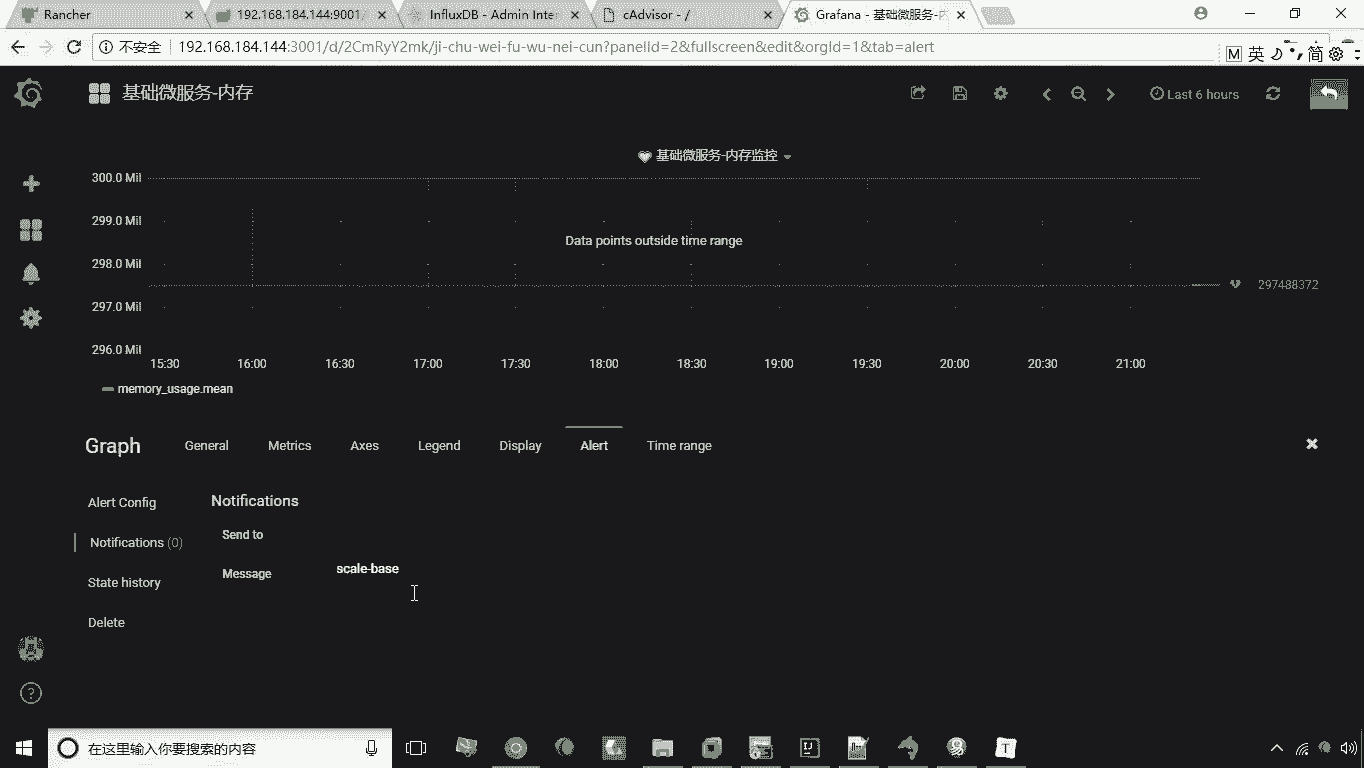 Rancher
192.168.184.144:9001/
InfluxDB - Admin Inter
cAdvisor - /
Grafana - 基础微服务-P
不安全
192.168.184.144:3001/d/2CmRyY2mk/ji-chu-wei-fu-wu-nei-cun?panelId=2&fullscreen&edit&orgId=1&tab=alert
M 英 简
基础微服务-内存
Last 6 hours
基础微服务-内存监控
300.0 Mil
299.0 Mil
298.0 Mil
297.0 Mil
296.0 Mil
Data points outside time range
297488372
15:30 16:00 16:30 17:00 17:30 18:00 18:30 19:00 19:30 20:00 20:30 21:00
memory_usage.mean
Graph General Metrics Axes Legend Display Alert Time range
Alert Config
Notifications (0)
State history
Delete
Notifications
Send to
Message
scale-base
在这里输入你要搜索的内容